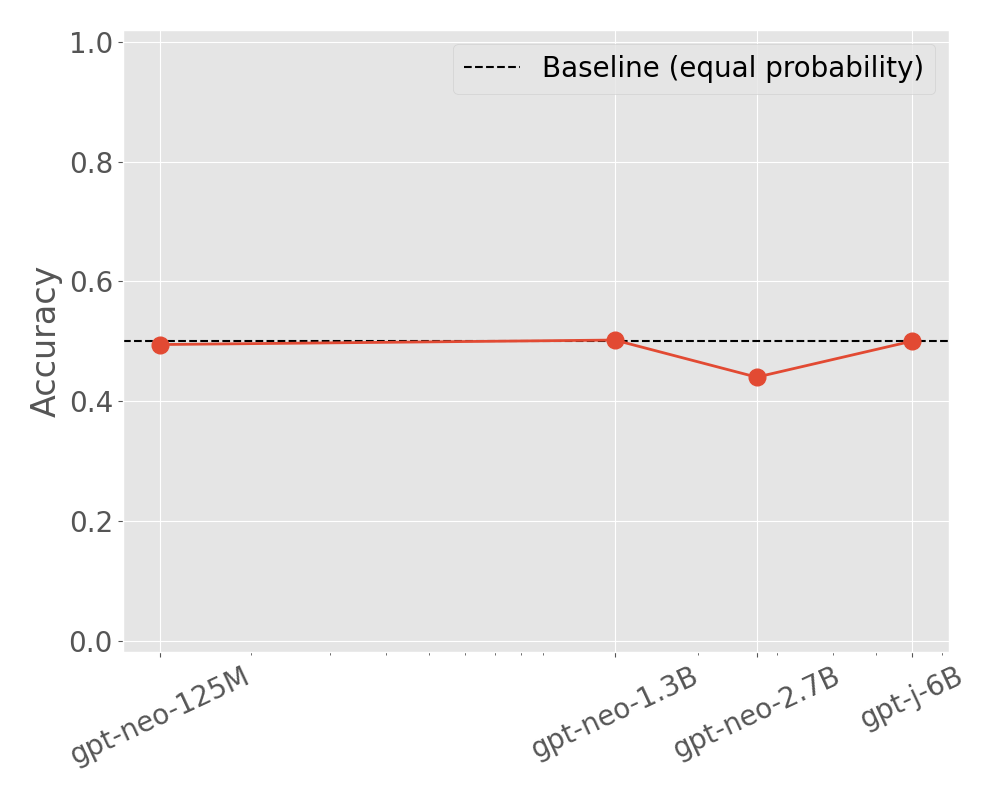 1.0
Baseline (equal probability)
0.8
0.6
Accuracy
0.4
0.2
0.0
gpt-neo-125M
gpt-neo-1.3B
gpt-neo-2.7B
gpt-j-6B